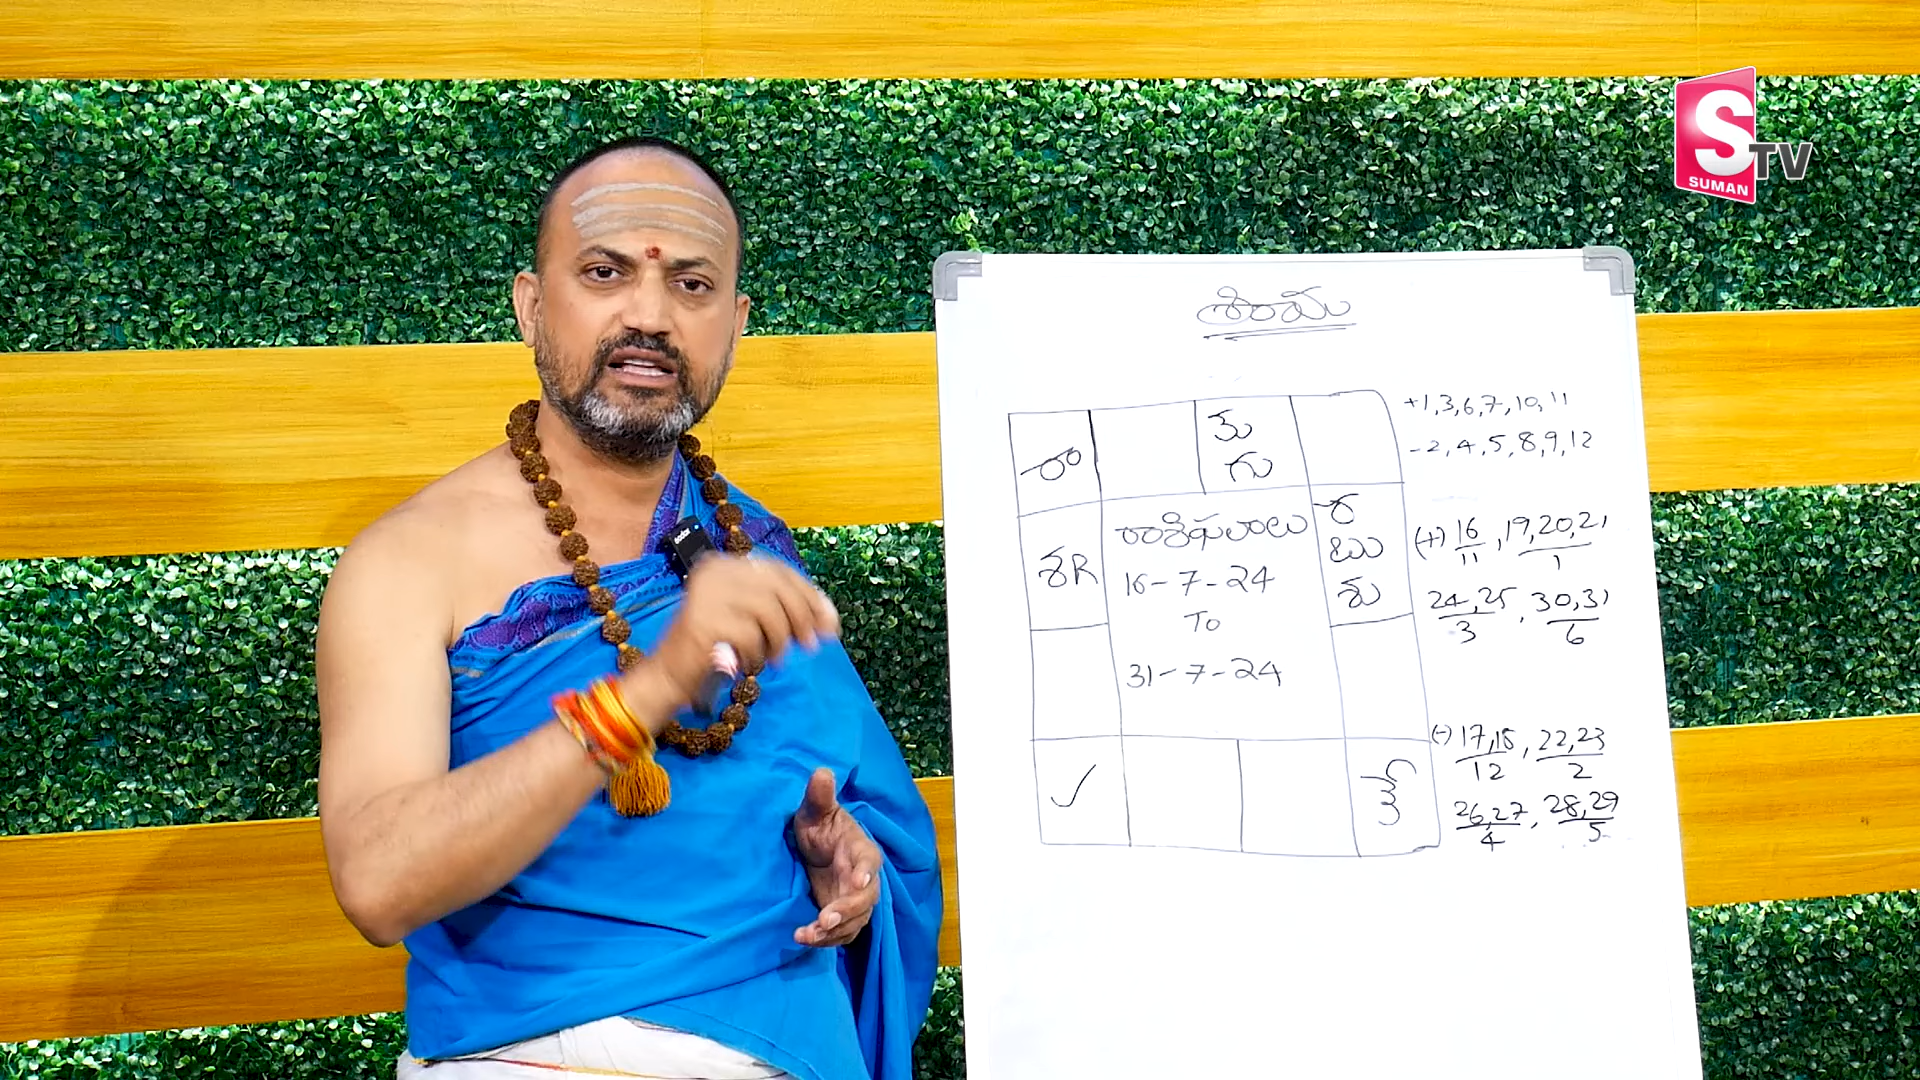 S TV
SUMAN
శ్రీరామ
కు
గు
రా
+1,3,6,7,10,11
-2,4,5,8,9,12
రాశిఫలాలు
16-7-24
To
31-7-24
శR
ర
బు
శు
కే
(+) 16/11, 19,20,21/1
24,25/3, 30,31/6
(-) 17,18/12, 22,23/2
26,27/4, 28,29/5